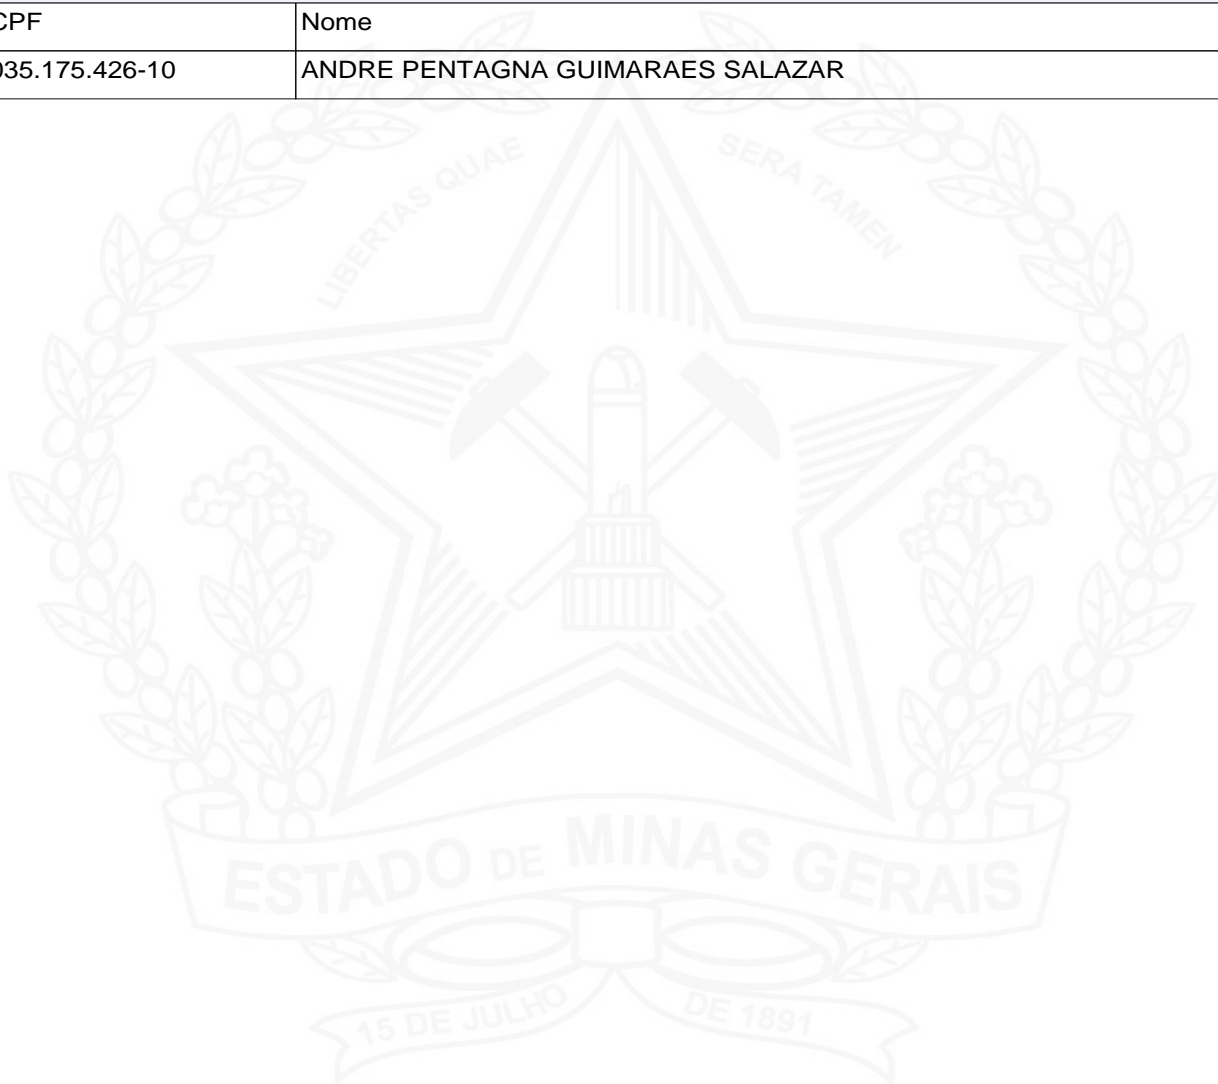 CPF Nome
035.175.426-10 ANDRE PENTAGNA GUIMARAES SALAZAR
LIBERTAS QUAE SERA TAMEN
ESTADO DE MINAS GERAIS
15 DE JULHO DE 1891